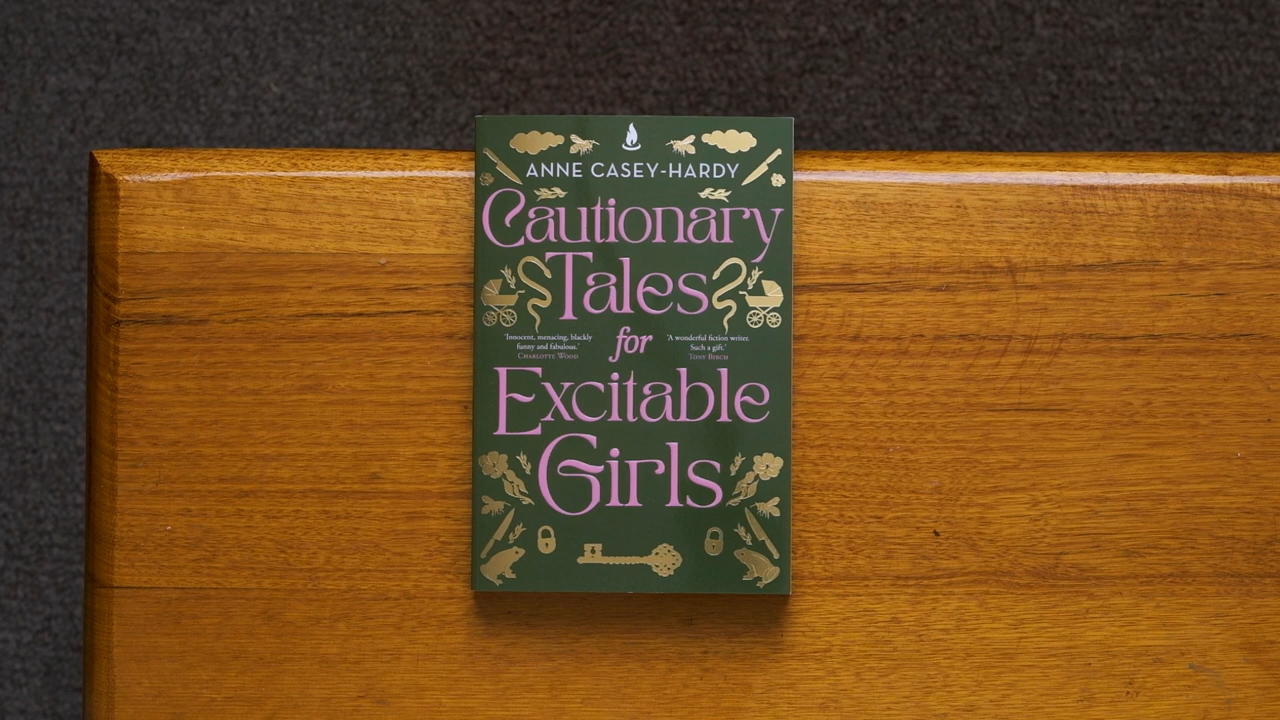 ANNE CASEY-HARDY
Cautionary
Tales
for
'Innocent, menacing, blackly
funny and fabulous.'
CHARLOTTE WOOD
'A wonderful fiction writer.
Such a gift.'
TONY BIRCH
Excitable
Girls